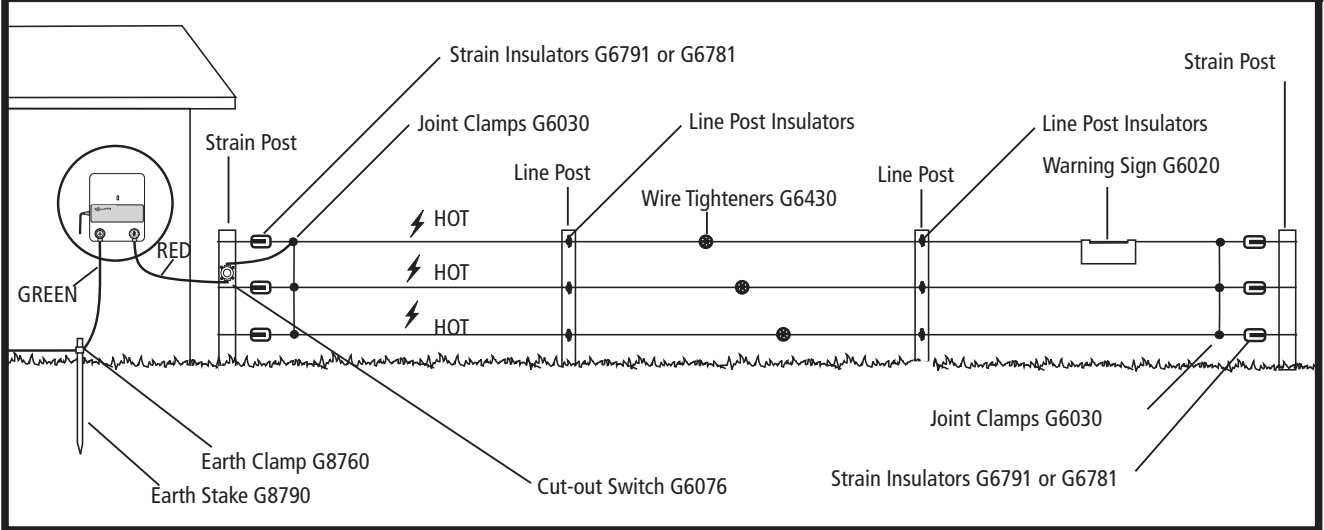 Strain Insulators G6791 or G6781
Strain Post
Joint Clamps G6030
Line Post Insulators
Line Post Insulators
Strain Post
Warning Sign G6020
Line Post
Line Post
Wire Tighteners G6430
HOT
RED
HOT
GREEN
HOT
Joint Clamps G6030
Earth Clamp G8760
Strain Insulators G6791 or G6781
Cut-out Switch G6076
Earth Stake G8790